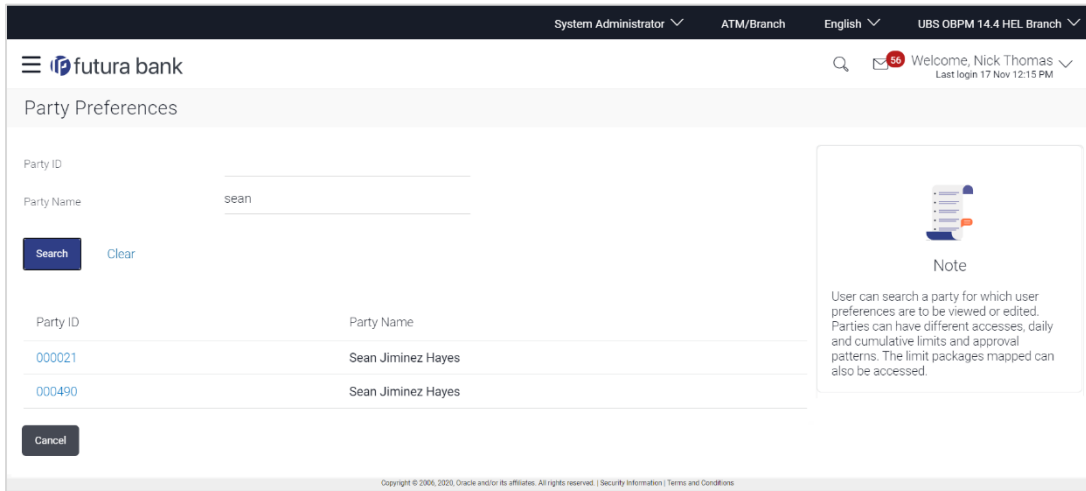 System Administrator ATM/Branch English UBS OBPM 14.4 HEL Branch
futura bank
56 Welcome, Nick Thomas
Last login 17 Nov 12:15 PM
Party Preferences
Party ID
Party Name sean
Search Clear
Party ID Party Name
000021 Sean Jiminez Hayes
000490 Sean Jiminez Hayes
Cancel
Note
User can search a party for which user
preferences are to be viewed or edited.
Parties can have different accesses, daily
and cumulative limits and approval
patterns. The limit packages mapped can
also be accessed.
Copyright © 2006, 2020, Oracle and/or its affiliates. All rights reserved. | Security Information | Terms and Conditions